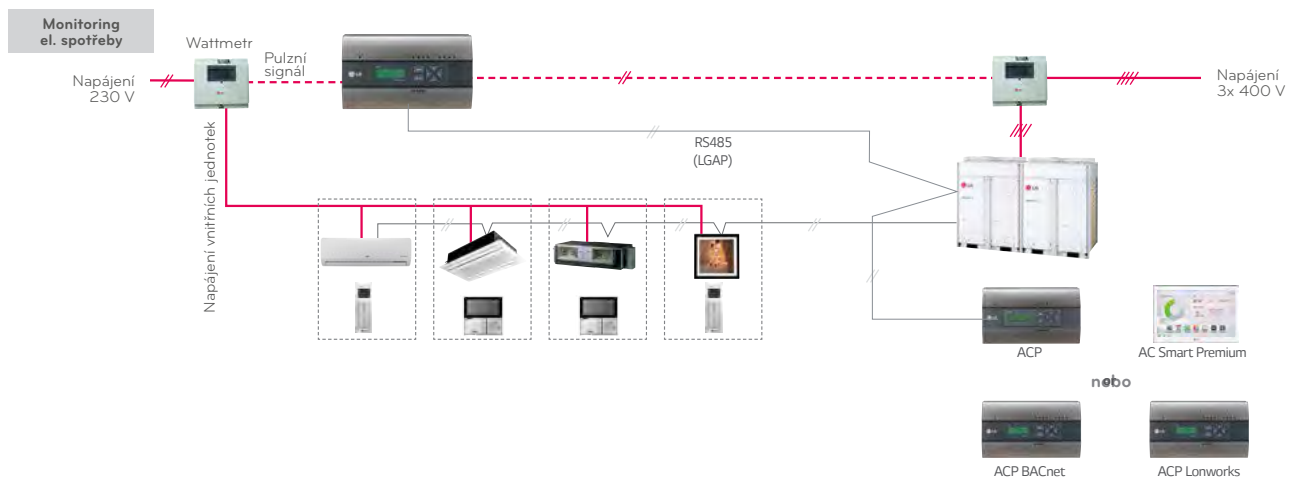 Monitoring
el. spotřeby
Wattmetr
Pulzní
signál
Napájení
230 V
Napájení
3x 400 V
RS485
(LGAP)
Napájení vnitřních jednotek
ACP
AC Smart Premium
nebo
ACP BACnet
ACP Lonworks